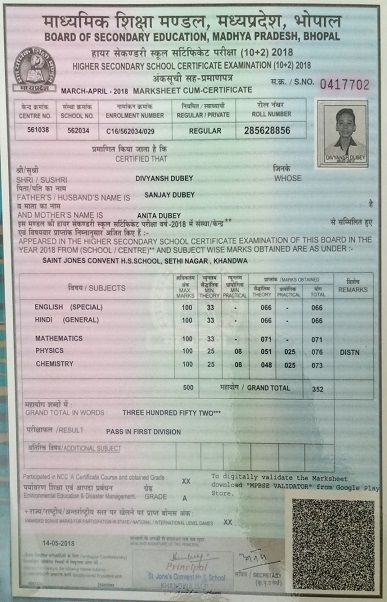 माध्यमिक शिक्षा मण्डल, मध्यप्रदेश, भोपाल
BOARD OF SECONDARY EDUCATION, MADHYA PRADESH, BHOPAL
हायर सेकण्डरी स्कूल सर्टिफिकेट परीक्षा (10+2) 2018
HIGHER SECONDARY SCHOOL CERTIFICATE EXAMINATION (10+2) 2018
अंकसूची सह-प्रमाणपत्र
MARCH-APRIL - 2018 MARKSHEET CUM-CERTIFICATE
स.क्र. / S.NO. 0417702
केन्द्र क्रमांक संस्था क्रमांक नामांकन क्रमांक नियमित / स्वाध्यायी रोल नम्बर
CENTRE NO. SCHOOL NO. ENROLMENT NUMBER REGULAR / PRIVATE ROLL NUMBER
561038 562034 C16/562034/029 REGULAR 285628856
DIVYANSH DUBEY
प्रमाणित किया जाता है कि
CERTIFIED THAT
श्री/सुश्री जिनके
SHRI / SUSHRI DIVYANSH DUBEY WHOSE
पिता/पति का नाम
FATHER'S / HUSBAND'S NAME IS SANJAY DUBEY है
व माता का नाम
AND MOTHER'S NAME IS ANITA DUBEY
इस मण्डल की हायर सेकण्डरी स्कूल सर्टिफिकेट परीक्षा वर्ष-2018 में संस्था/केन्द्र** से सम्मिलित हुए
एवं विषयवार प्राप्तांक निम्नानुसार अर्जित किए हैं :-
APPEARED IN THE HIGHER SECONDARY SCHOOL CERTIFICATE EXAMINATION OF THIS BOARD IN THE
YEAR 2018 FROM (SCHOOL / CENTRE)** AND SUBJECT WISE MARKS OBTAINED ARE AS UNDER :-
SAINT JONES CONVENT H.S.SCHOOL, SETHI NAGAR , KHANDWA
विषय / SUBJECTS
अधिकतम अंक MAX. MARKS
न्यूनतम सैद्धांतिक MIN. THEORY
न्यूनतम प्रायोगिक MIN. PRACTICAL
प्राप्तांक / MARKS OBTAINED
सैद्धांतिक THEORY
प्रायोगिक PRACTICAL
योग TOTAL
विशेष REMARKS
ENGLISH (SPECIAL) 100 33 - 066 - 066
HINDI (GENERAL) 100 33 - 066 - 066
MATHEMATICS 100 33 - 071 - 071
PHYSICS 100 25 08 051 025 076 DISTN
CHEMISTRY 100 25 08 048 025 073
500 महायोग / GRAND TOTAL 352
महायोग शब्दों में
GRAND TOTAL IN WORDS THREE HUNDRED FIFTY TWO***
परीक्षाफल / RESULT PASS IN FIRST DIVISION
अतिरिक्त विषय / ADDITIONAL SUBJECT
Participated in NCC A Certificate Course and obtained Grade XX
पर्यावरण शिक्षा एवं आपदा प्रबंधन ग्रेड
Environmental Education & Disaster Management GRADE A
To digitally validate the Marksheet
download "MPBSE VALIDATOR" from Google Play
Store.
AWARDED BONUS MARKS FOR PARTICIPATION IN STATE / NATIONAL / INTERNATIONAL LEVEL GAMES XX
14-05-2018
Principal
St. Jone's Convent H.S School